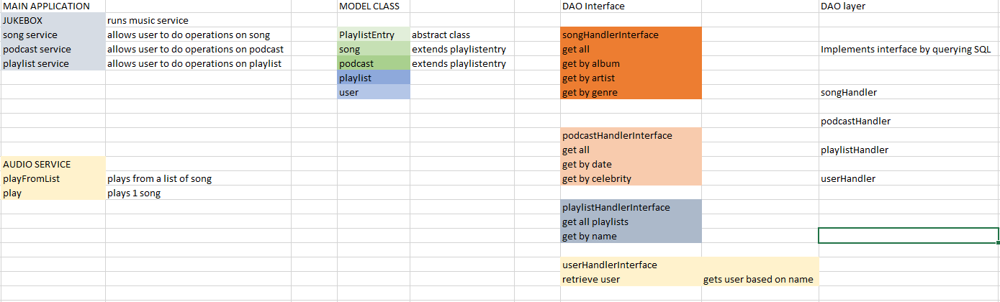 MAIN APPLICATION MODEL CLASS DAO Interface DAO layer
JUKEBOX runs music service
song service allows user to do operations on song PlaylistEntry abstract class songHandlerInterface
podcast service allows user to do operations on podcast song extends playlistentry get all Implements interface by querying SQL
playlist service allows user to do operations on playlist podcast extends playlistentry get by album
playlist get by artist
user get by genre songHandler
podcastHandler
podcastHandlerInterface
get all playlistHandler
AUDIO SERVICE get by date
playFromList plays from a list of song get by celebrity userHandler
play plays 1 song
playlistHandlerInterface
get all playlists
get by name
userHandlerInterface
retrieve user gets user based on name